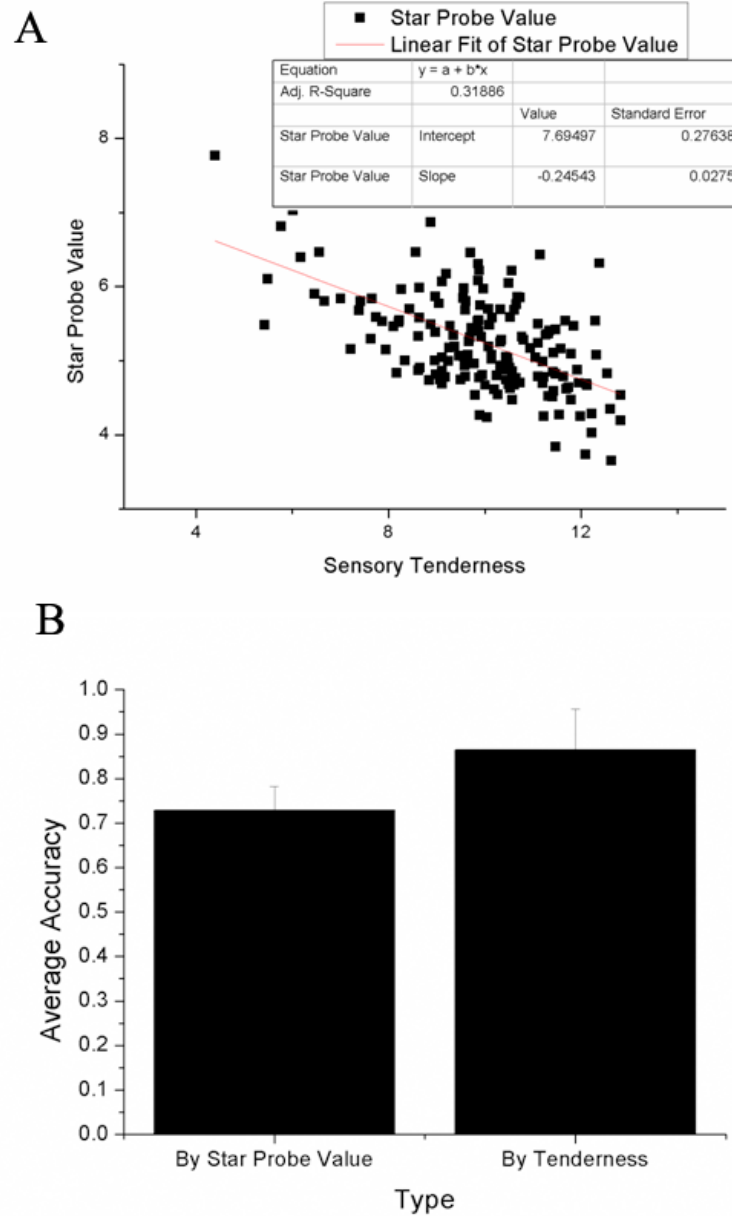 A
Star Probe Value
Linear Fit of Star Probe Value
Equation y = a + b*x
Adj. R-Square 0.31886
Value Standard Error
Star Probe Value Intercept 7.69497 0.27638
Star Probe Value Slope -0.24543 0.0275
8
6
4
Star Probe Value
4 8 12
Sensory Tenderness
B
1.0
0.9
0.8
0.7
0.6
0.5
0.4
0.3
0.2
0.1
0.0
Average Accuracy
By Star Probe Value By Tenderness
Type